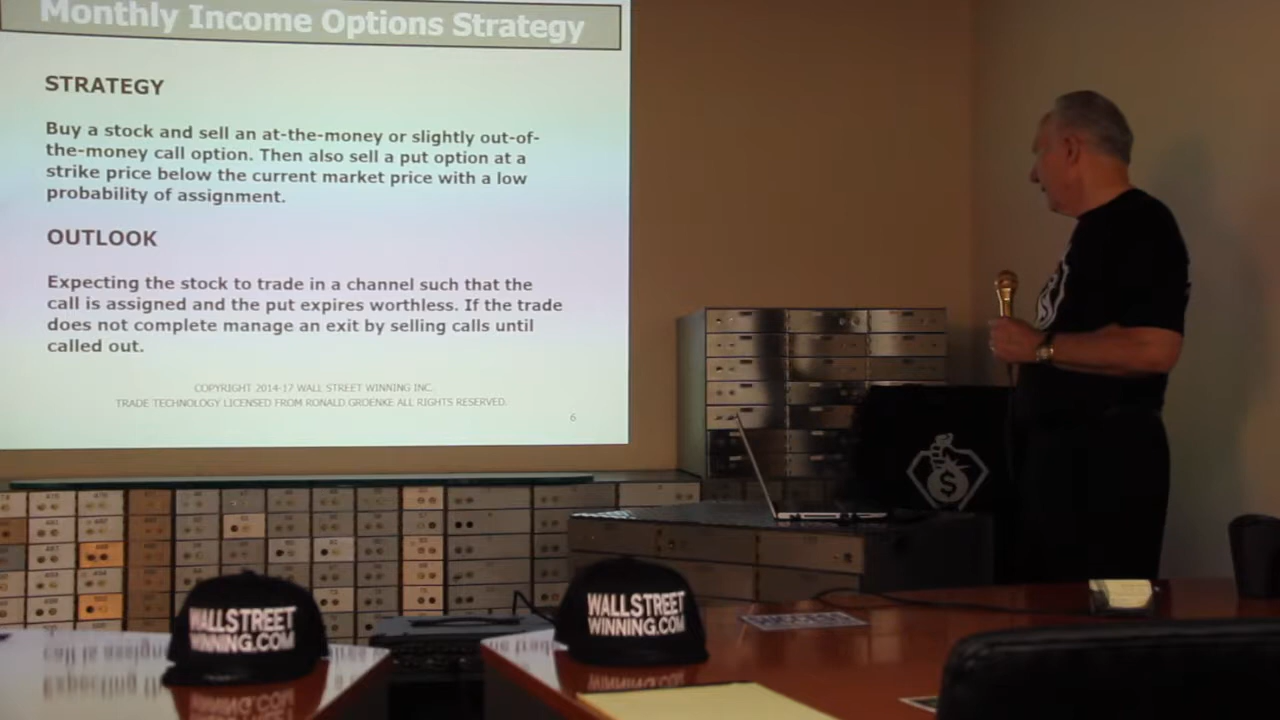 Monthly Income Options Strategy
STRATEGY
Buy a stock and sell an at-the-money or slightly out-of-
the-money call option. Then also sell a put option at a
strike price below the current market price with a low
probability of assignment.
OUTLOOK
Expecting the stock to trade in a channel such that the
call is assigned and the put expires worthless. If the trade
does not complete manage an exit by selling calls until
called out.
COPYRIGHT 2014-17 WALL STREET WINNING INC.
TRADE TECHNOLOGY LICENSED FROM RONALD GROENKE ALL RIGHTS RESERVED.
6
$
$
WALLSTREET
WINNING.COM
WALLSTREET
WINNING.COM